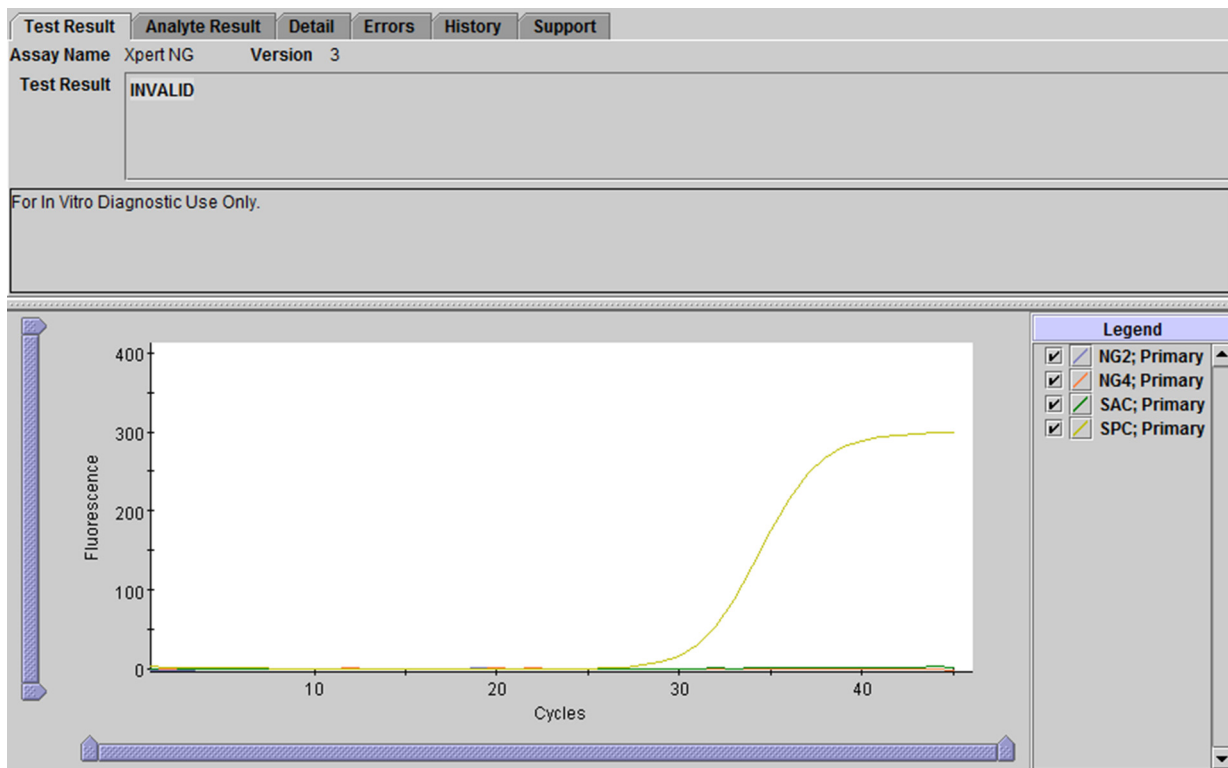 Test Result Analyte Result Detail Errors History Support
Assay Name Xpert NG Version 3
Test Result INVALID
For In Vitro Diagnostic Use Only.
Legend
NG2; Primary
NG4; Primary
SAC; Primary
SPC; Primary
400
300
200
100
0
Fluorescence
10 20 30 40
Cycles